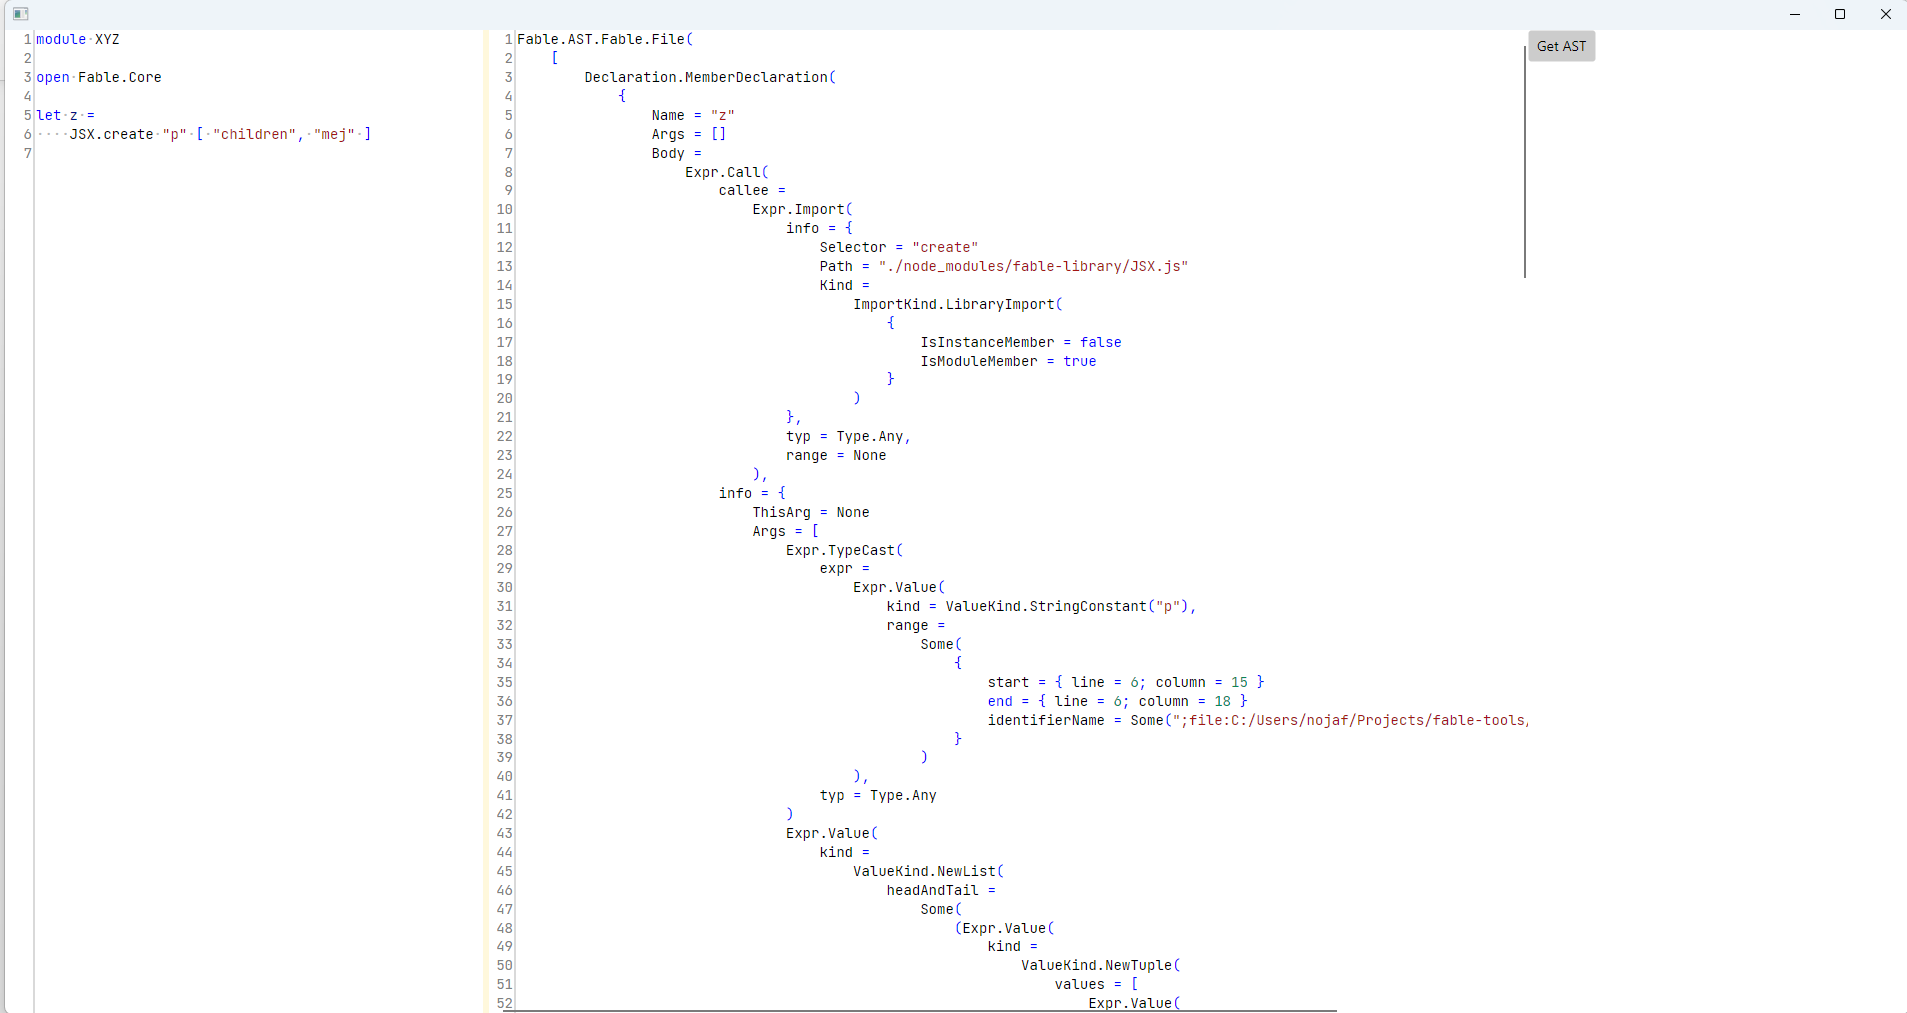 1 module XYZ
2
3 open Fable.Core
4
5 let z =
6     JSX.create "p" [ "children", "mej" ]
7
1 Fable.AST.Fable.File(
2     [
3         Declaration.MemberDeclaration(
4             {
5                 Name = "z"
6                 Args = []
7                 Body =
8                     Expr.Call(
9                         callee =
10                             Expr.Import(
11                                 info = {
12                                     Selector = "create"
13                                     Path = "./node_modules/fable-library/JSX.js"
14                                     Kind =
15                                         ImportKind.LibraryImport(
16                                             {
17                                                 IsInstanceMember = false
18                                                 IsModuleMember = true
19                                             }
20                                         )
21                                 },
22                                 typ = Type.Any,
23                                 range = None
24                             ),
25                         info = {
26                             ThisArg = None
27                             Args = [
28                                 Expr.TypeCast(
29                                     expr =
30                                         Expr.Value(
31                                             kind = ValueKind.StringConstant("p"),
32                                             range =
33                                                 Some(
34                                                     {
35                                                         start = { line = 6; column = 15 }
36                                                         end = { line = 6; column = 18 }
37                                                         identifierName = Some(";file:C:/Users/nojaf/Projects/fable-tools/
38                                                     }
39                                                 )
40                                         ),
41                                     typ = Type.Any
42                                 )
43                                 Expr.Value(
44                                     kind =
45                                         ValueKind.NewList(
46                                             headAndTail =
47                                                 Some(
48                                                     (Expr.Value(
49                                                         kind =
50                                                             ValueKind.NewTuple(
51                                                                 values = [
52                                                                     Expr.Value(
Get AST